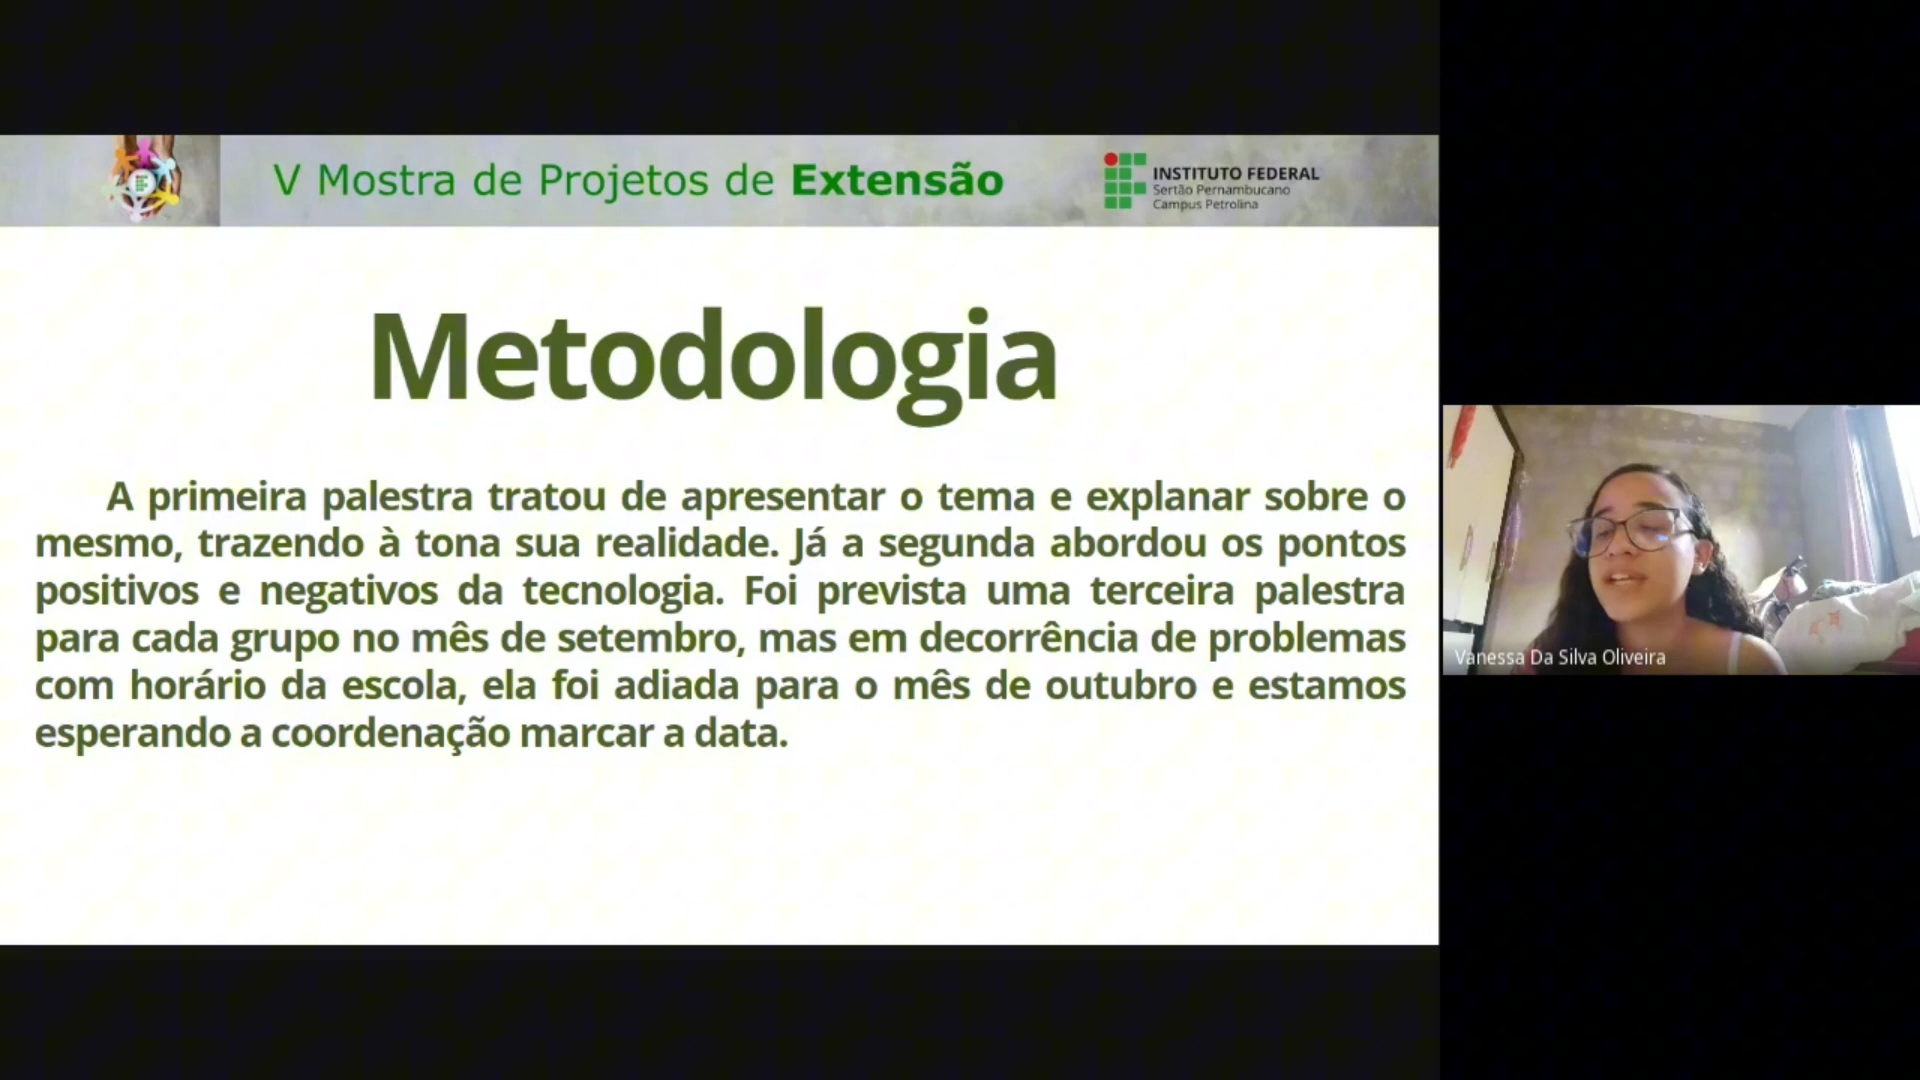 V Mostra de Projetos de Extensão
INSTITUTO FEDERAL
Sertão Pernambucano
Campus Petrolina
Metodologia
A primeira palestra tratou de apresentar o tema e explanar sobre o
mesmo, trazendo à tona sua realidade. Já a segunda abordou os pontos
positivos e negativos da tecnologia. Foi prevista uma terceira palestra
para cada grupo no mês de setembro, mas em decorrência de problemas
com horário da escola, ela foi adiada para o mês de outubro e estamos
esperando a coordenação marcar a data.
Vanessa Da Silva Oliveira